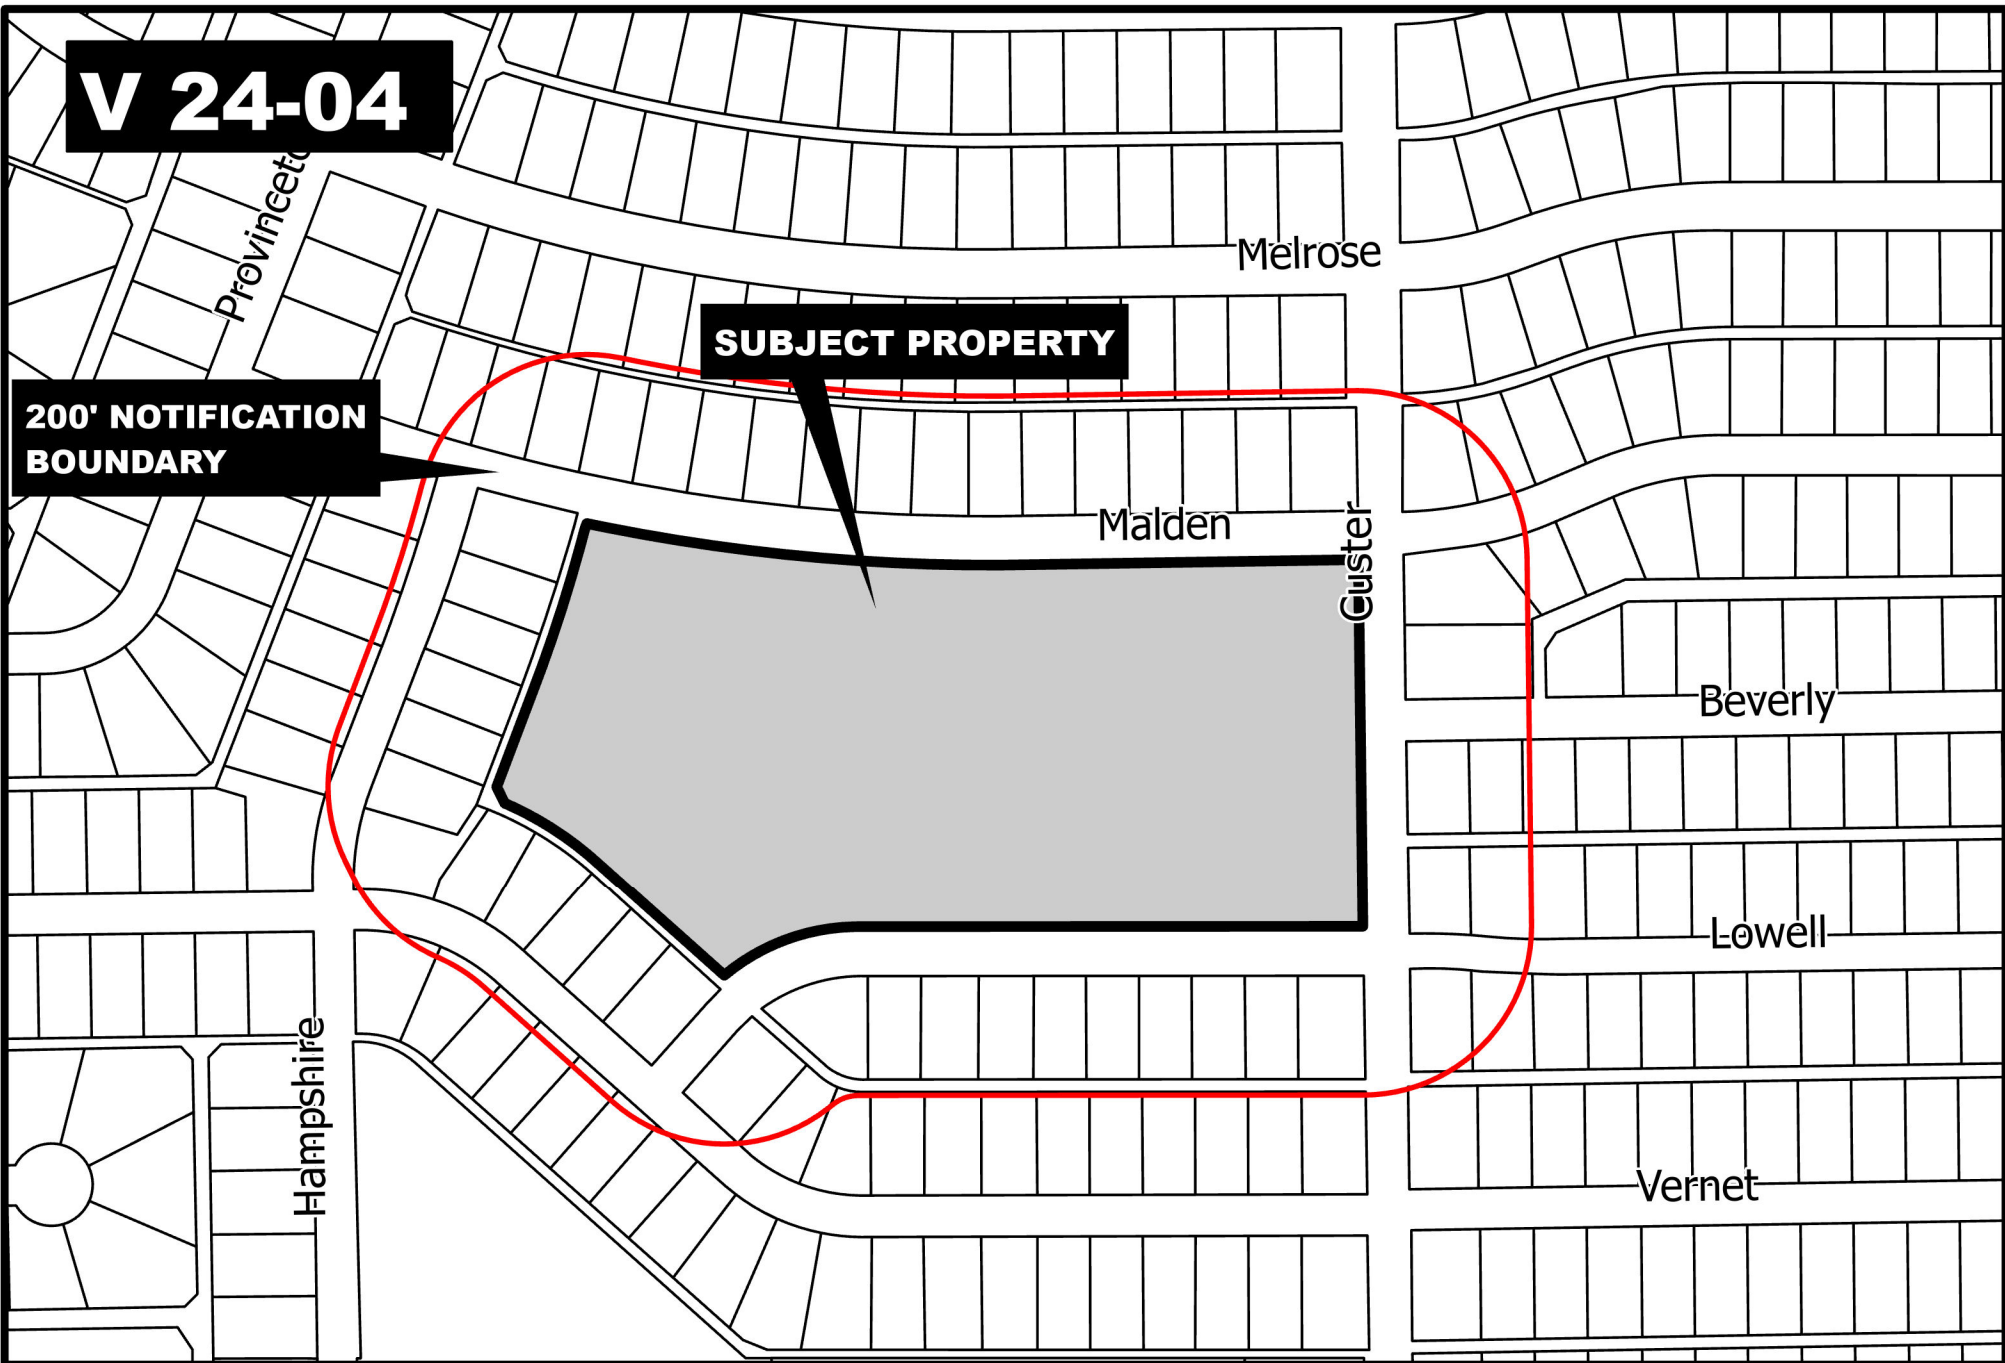 V 24-04
Melrose
SUBJECT PROPERTY
200' NOTIFICATION
BOUNDARY
Malden
Custer
Beverly
Lowell
Hampshire
Vernet